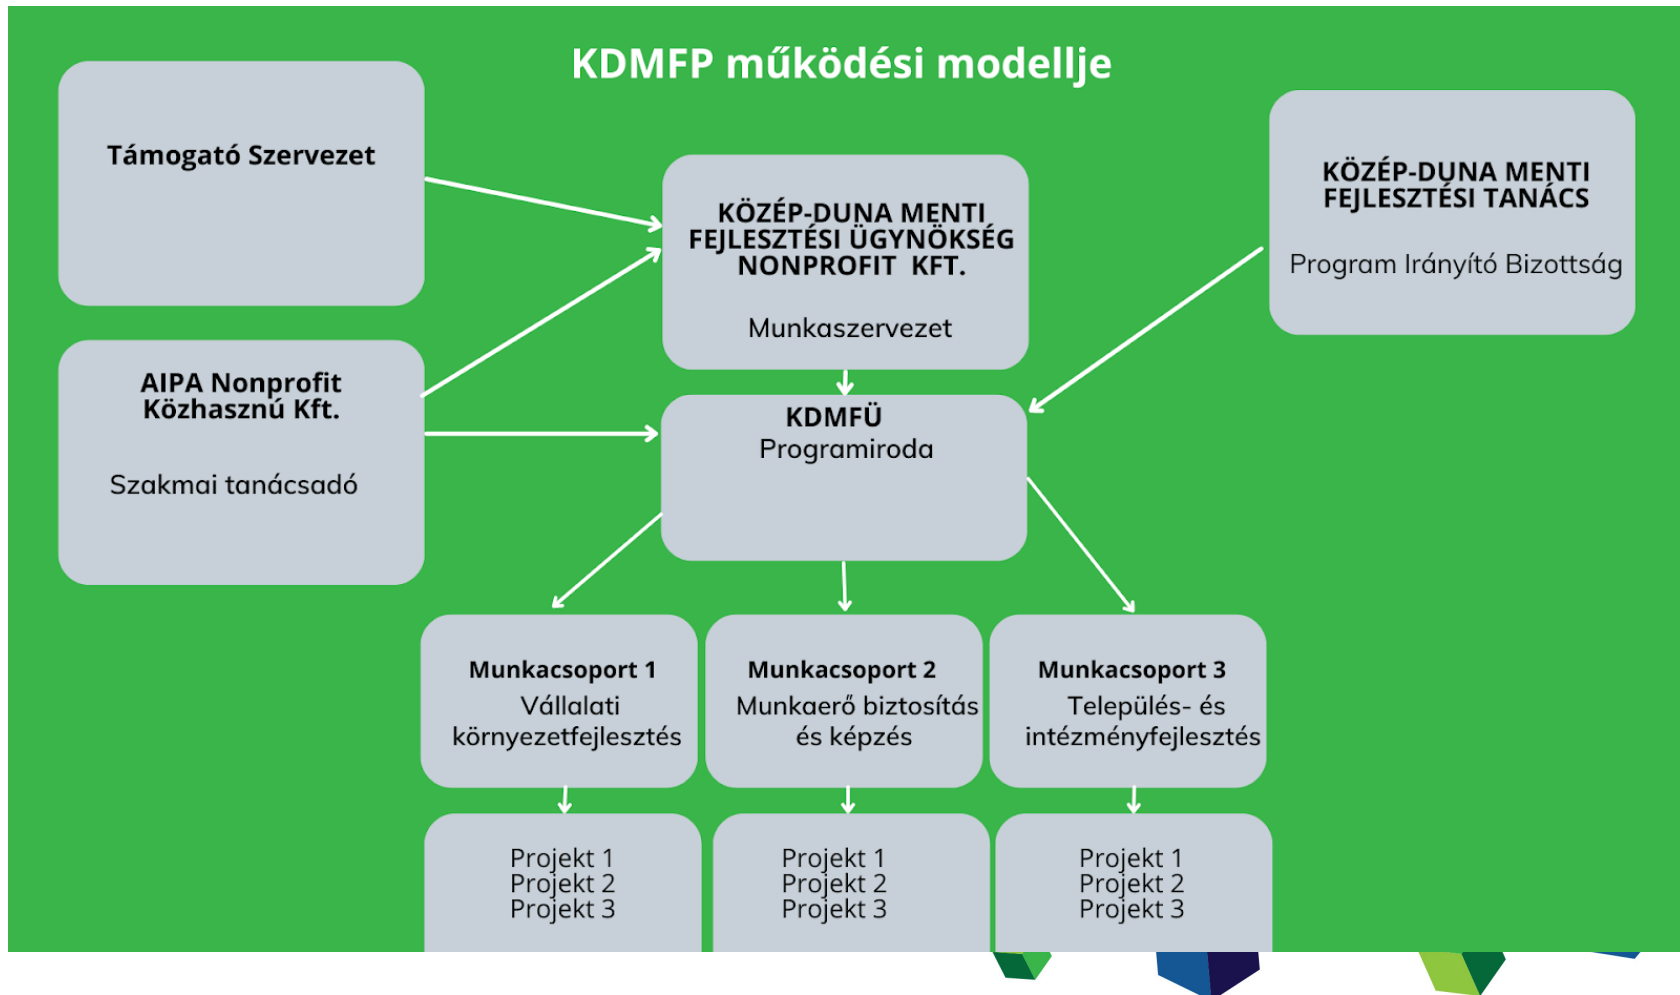 KDMFP működési modellje
Támogató Szervezet
KÖZÉP-DUNA MENTI
FEJLESZTÉSI ÜGYNÖKSÉG
NONPROFIT KFT.
Munkaszervezet
KÖZÉP-DUNA MENTI
FEJLESZTÉSI TANÁCS
Program Irányító Bizottság
AIPA Nonprofit
Közhasznú Kft.
Szakmai tanácsadó
KDMFÜ
Programiroda
Munkacsoport 1
Vállalati
környezetfejlesztés
Munkacsoport 2
Munkaerő biztosítás
és képzés
Munkacsoport 3
Település- és
intézményfejlesztés
Projekt 1
Projekt 2
Projekt 3
Projekt 1
Projekt 2
Projekt 3
Projekt 1
Projekt 2
Projekt 3